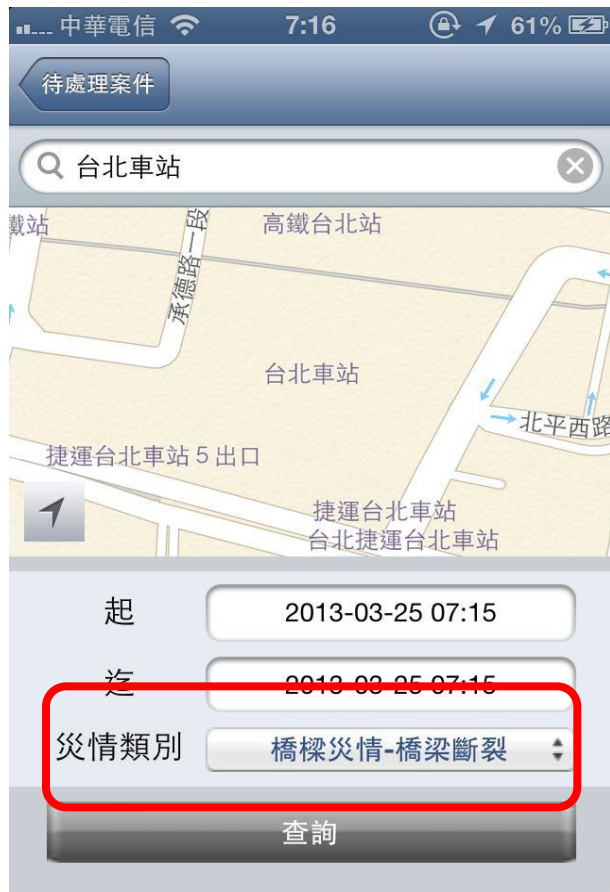 中華電信 7:16 61%
待處理案件
台北車站
鐵站
承德路一段
高鐵台北站
台北車站
北平西路
捷運台北車站5出口
捷運台北車站
台北捷運台北車站
起 2013-03-25 07:15
迄 2013-03-25 07:15
災情類別 橋樑災情-橋梁斷裂
查詢